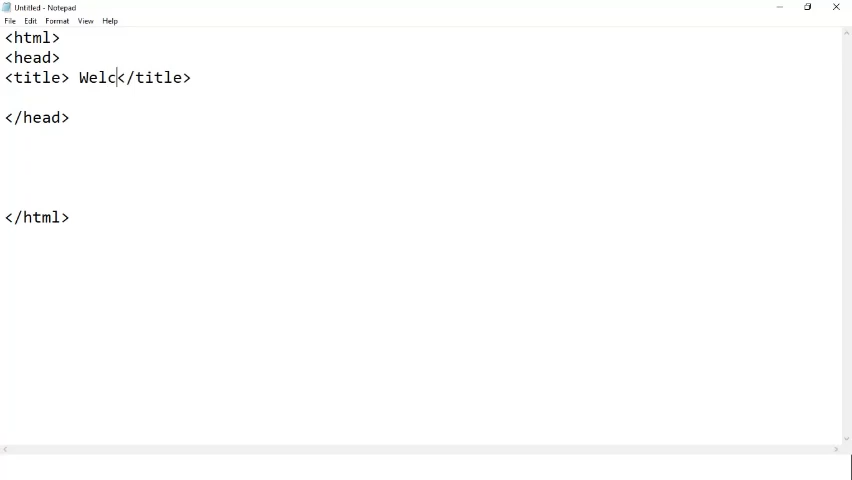 Untitled - Notepad
File Edit Format View Help
<html>
<head>
<title> Welc</title>
</head>
</html>